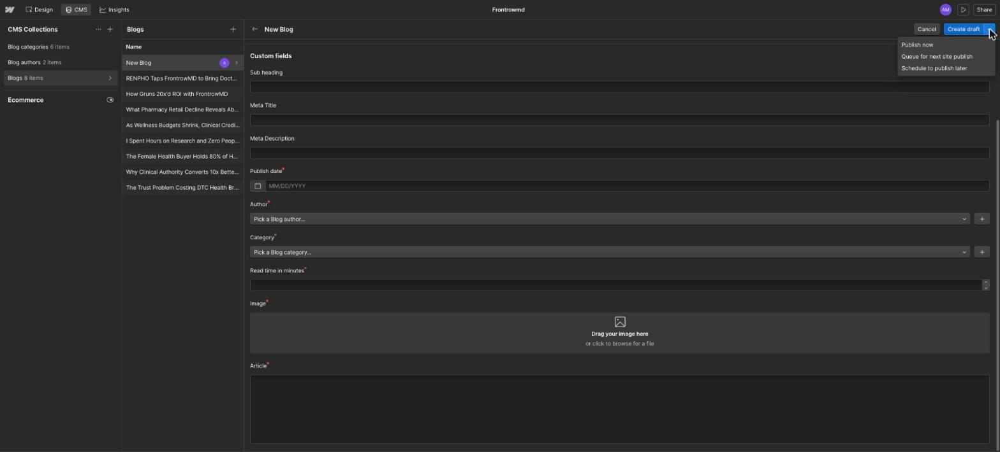 Design CMS Insights Frontrowmd AM Share
CMS Collections
Blog categories 6 items
Blog authors 2 items
Blogs 8 items
Ecommerce
Blogs
Name
New Blog A
RENPHO Taps FrontrowMD to Bring Doct...
How Gruns 20x'd ROI with FrontrowMD
What Pharmacy Retail Decline Reveals Ab...
As Wellness Budgets Shrink, Clinical Credi...
I Spent Hours on Research and Zero Peop...
The Female Health Buyer Holds 80% of H...
Why Clinical Authority Converts 10x Bette...
The Trust Problem Costing DTC Health Br...
New Blog Cancel Create draft
Publish now
Queue for next site publish
Schedule to publish later
Custom fields
Sub heading
Meta Title
Meta Description
Publish date*
MM/DD/YYYY
Author*
Pick a Blog author...
Category*
Pick a Blog category...
Read time in minutes*
Image*
Drag your image here
or click to browse for a file
Article*